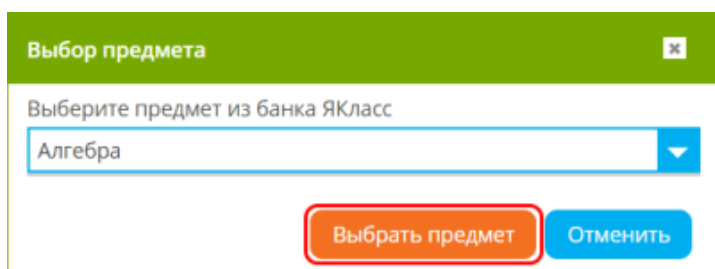 Выбор предмета
Выберите предмет из банка ЯКласс
Алгебра
Выбрать предмет Отменить